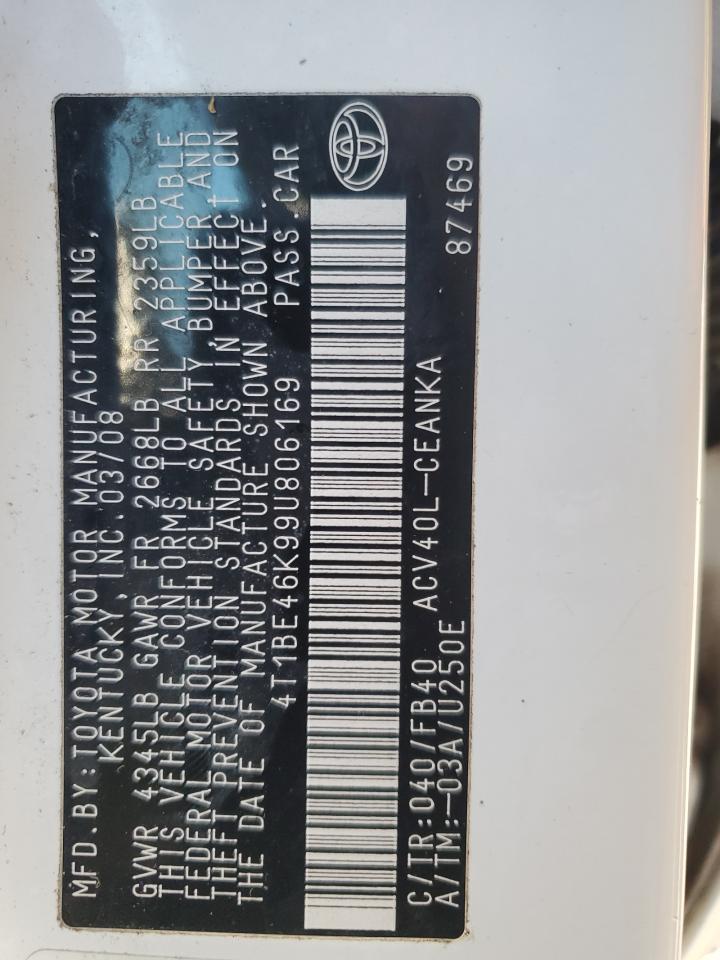 MFD.BY:TOYOTA MOTOR MANUFACTURING,
KENTUCKY,INC.03/08
GVWR 4345LB GAWR FR 2668LB RR 2359LB
THIS VEHICLE CONFORMS TO ALL APPLICABLE
FEDERAL MOTOR VEHICLE SAFETY, BUMPER,AND
THEFT PREVENTION STANDARDS IN EFFECT ON
THE DATE OF MANUFACTURE SHOWN ABOVE.
4T1BE46K99U806169 PASS.CAR
C/TR:040/FB40 ACV40L-CEANKA 87469
A/TM:-03A/U250E